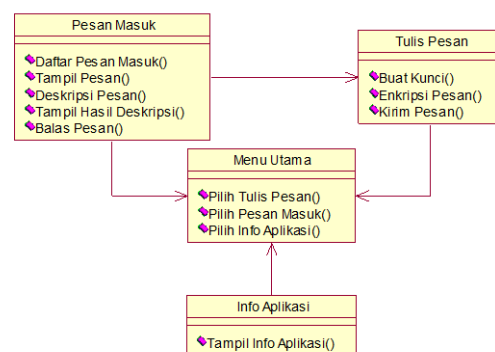 Pesan Masuk
Daftar Pesan Masuk()
Tampil Pesan()
Deskripsi Pesan()
Tampil Hasil Deskripsi()
Balas Pesan()
Tulis Pesan
Buat Kunci()
Enkripsi Pesan()
Kirim Pesan()
Menu Utama
Pilih Tulis Pesan()
Pilih Pesan Masuk()
Pilih Info Aplikasi()
Info Aplikasi
Tampil Info Aplikasi()